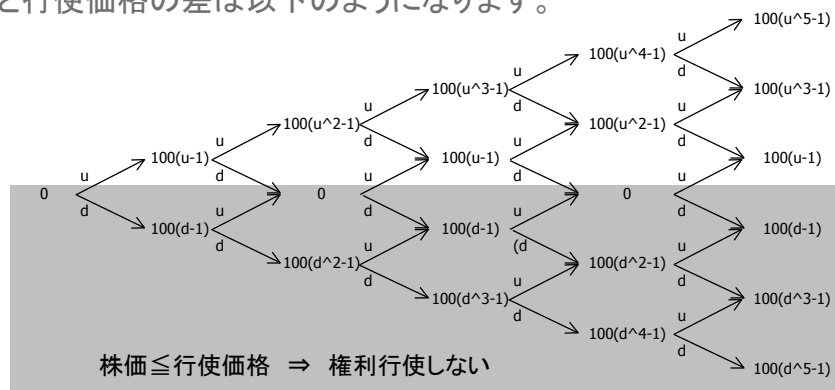 と行使価格の差は以下のようになります。
100(u^5-1)
u
100(u^4-1)
d
u
100(u^3-1)
100(u^3-1)
u
d
u
100(u^2-1)
100(u^2-1)
u
d
u
d
100(u-1)
100(u-1)
100(u-1)
u
d
u
d
u
d
0
0
0
d
u
d
u
d
100(d-1)
100(d-1)
100(d-1)
d
u
(d
u
100(d^2-1)
100(d^2-1)
d
u
d
100(d^3-1)
100(d^3-1)
d
u
100(d^4-1)
d
株価≦行使価格 ⇒ 権利行使しない
100(d^5-1)